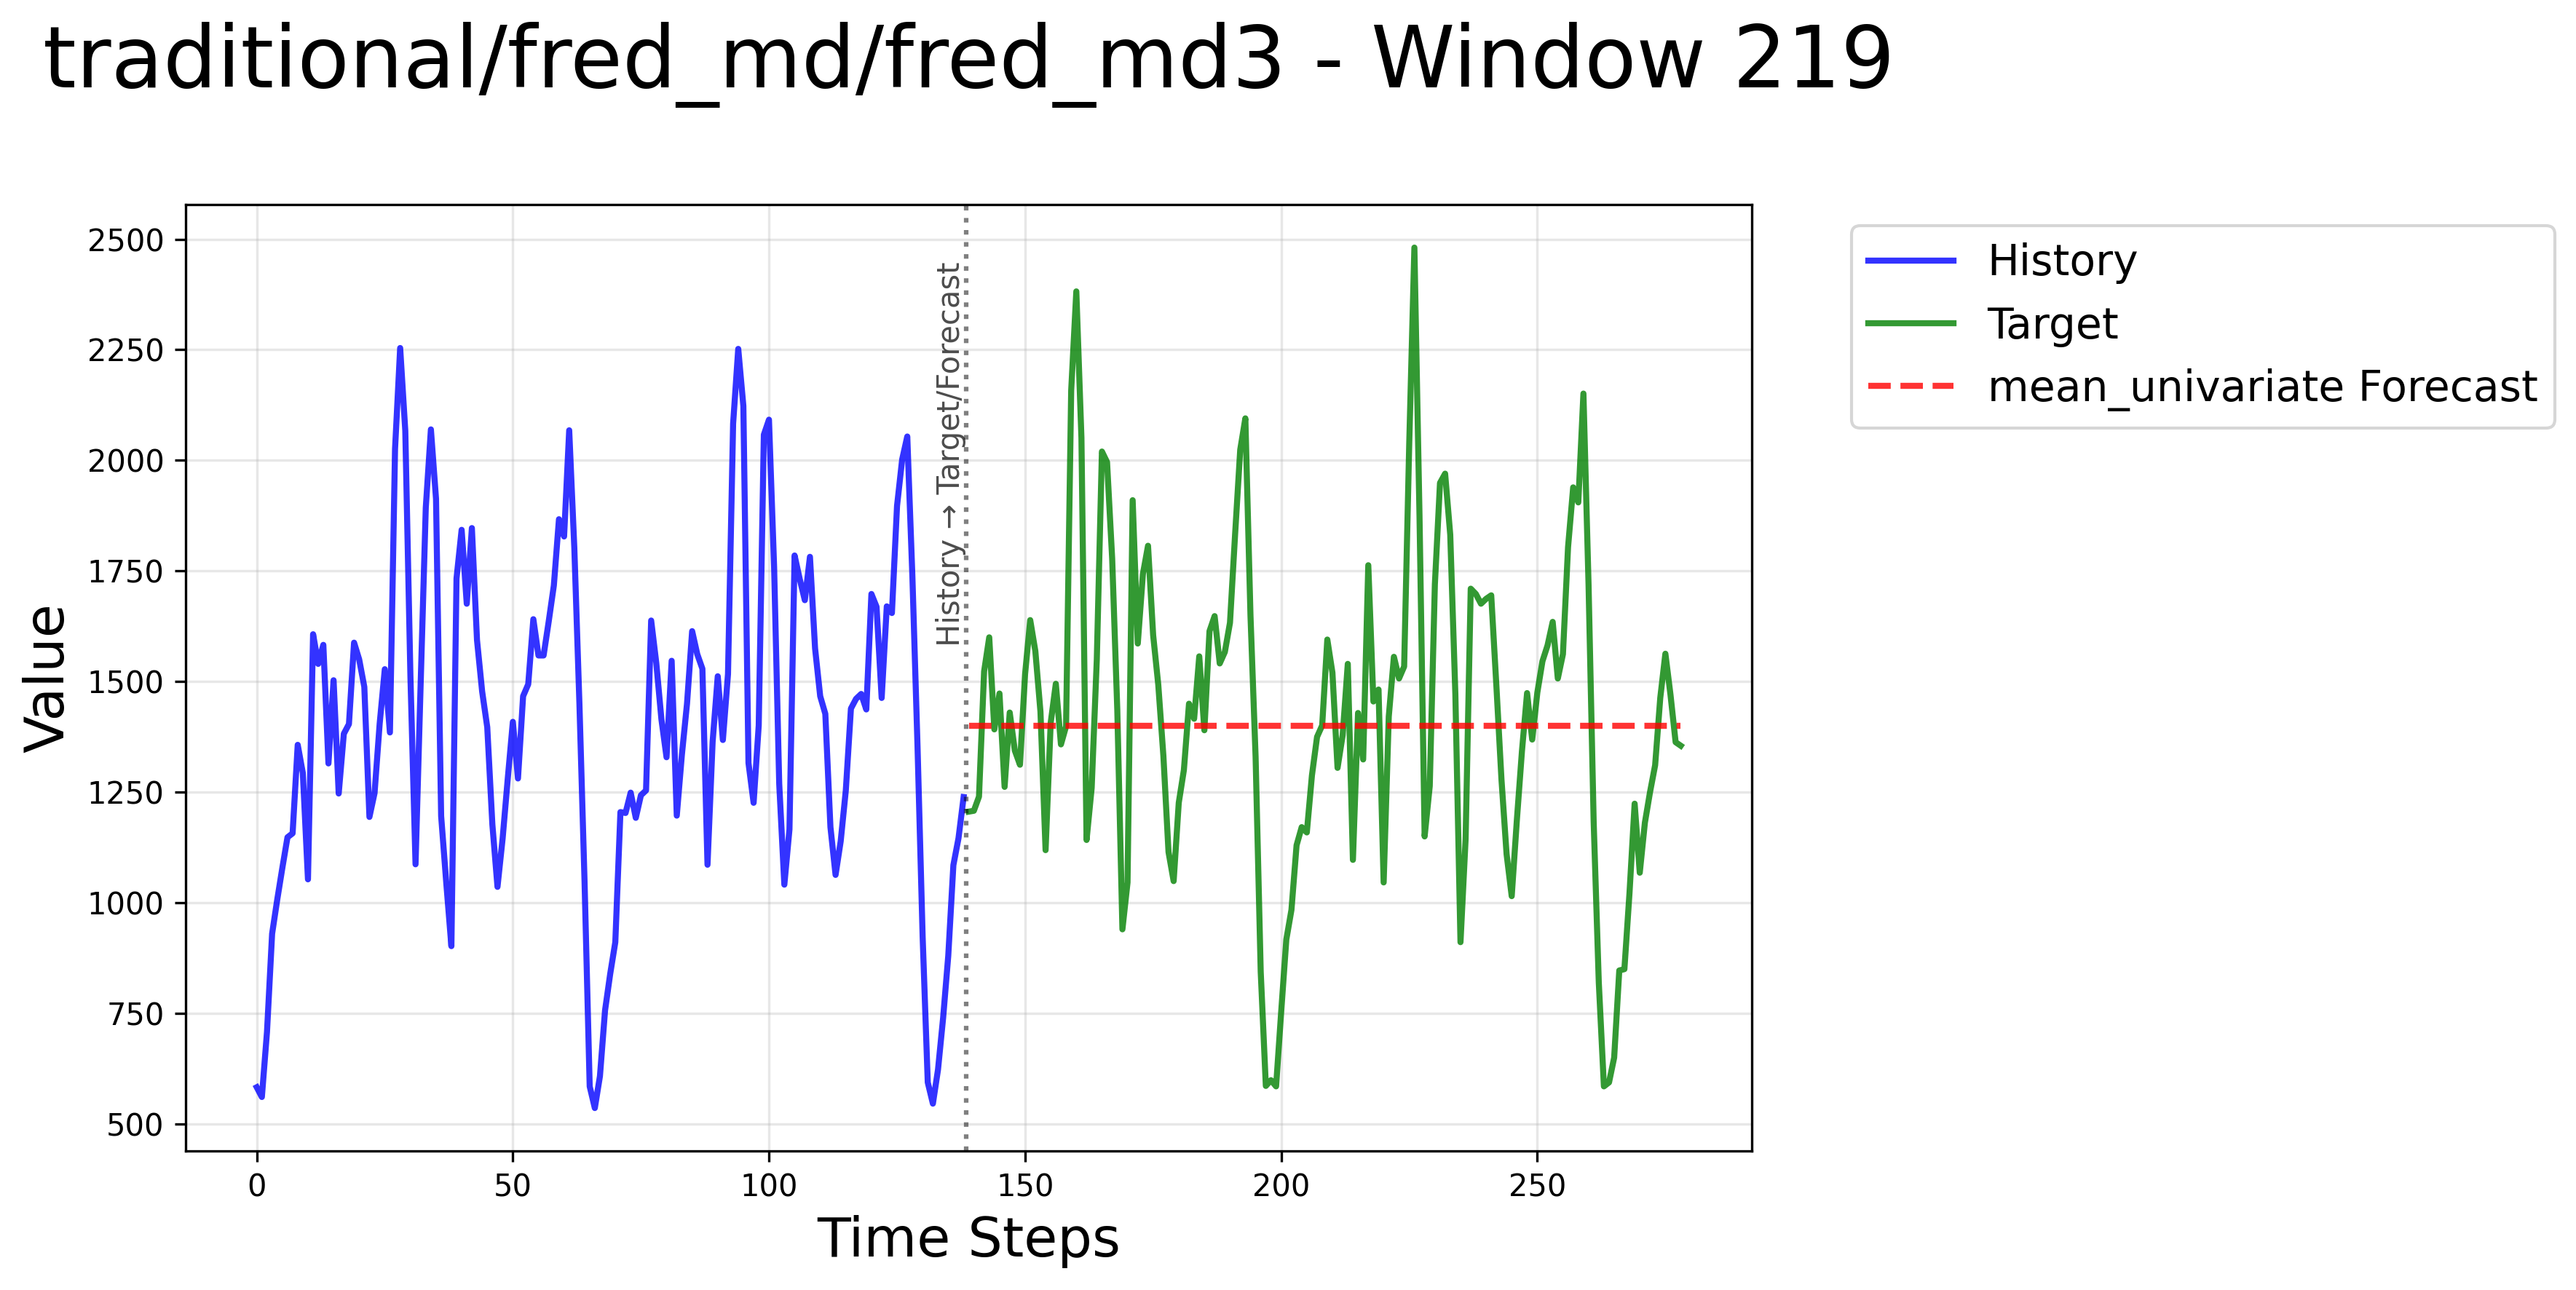 traditional/fred_md/fred_md3 - Window 219
2500
2250
2000
1750
1500
1250
1000
750
500
Value
History → Target/Forecast
0
50
100
150
200
250
Time Steps
History
Target
mean_univariate Forecast